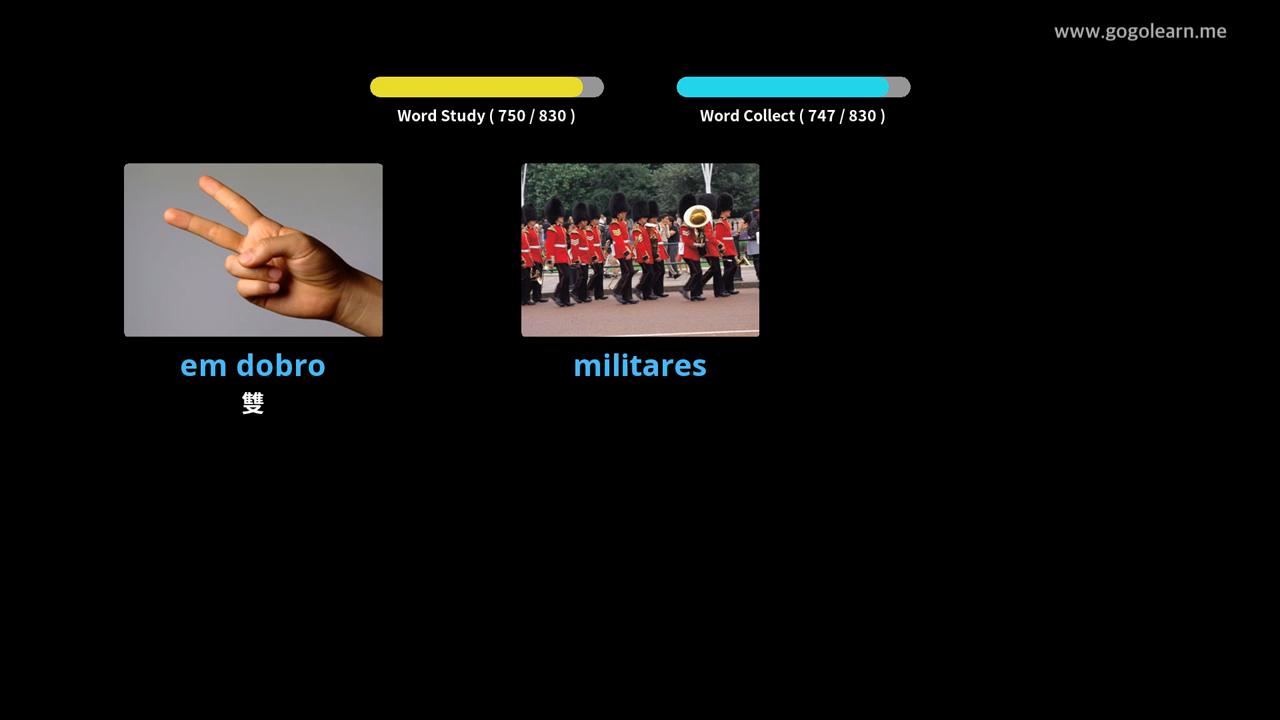 www.gogolearn.me
Word Study ( 750 / 830 )
Word Collect ( 747 / 830 )
em dobro
雙
militares